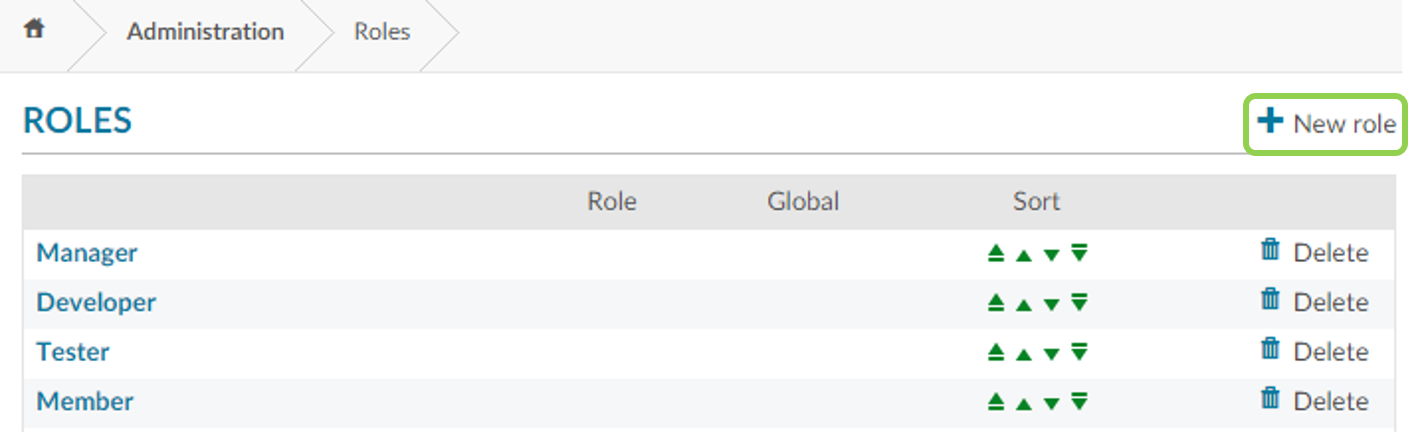 Administration Roles
ROLES
New role
Role Global Sort
Manager Delete
Developer Delete
Tester Delete
Member Delete